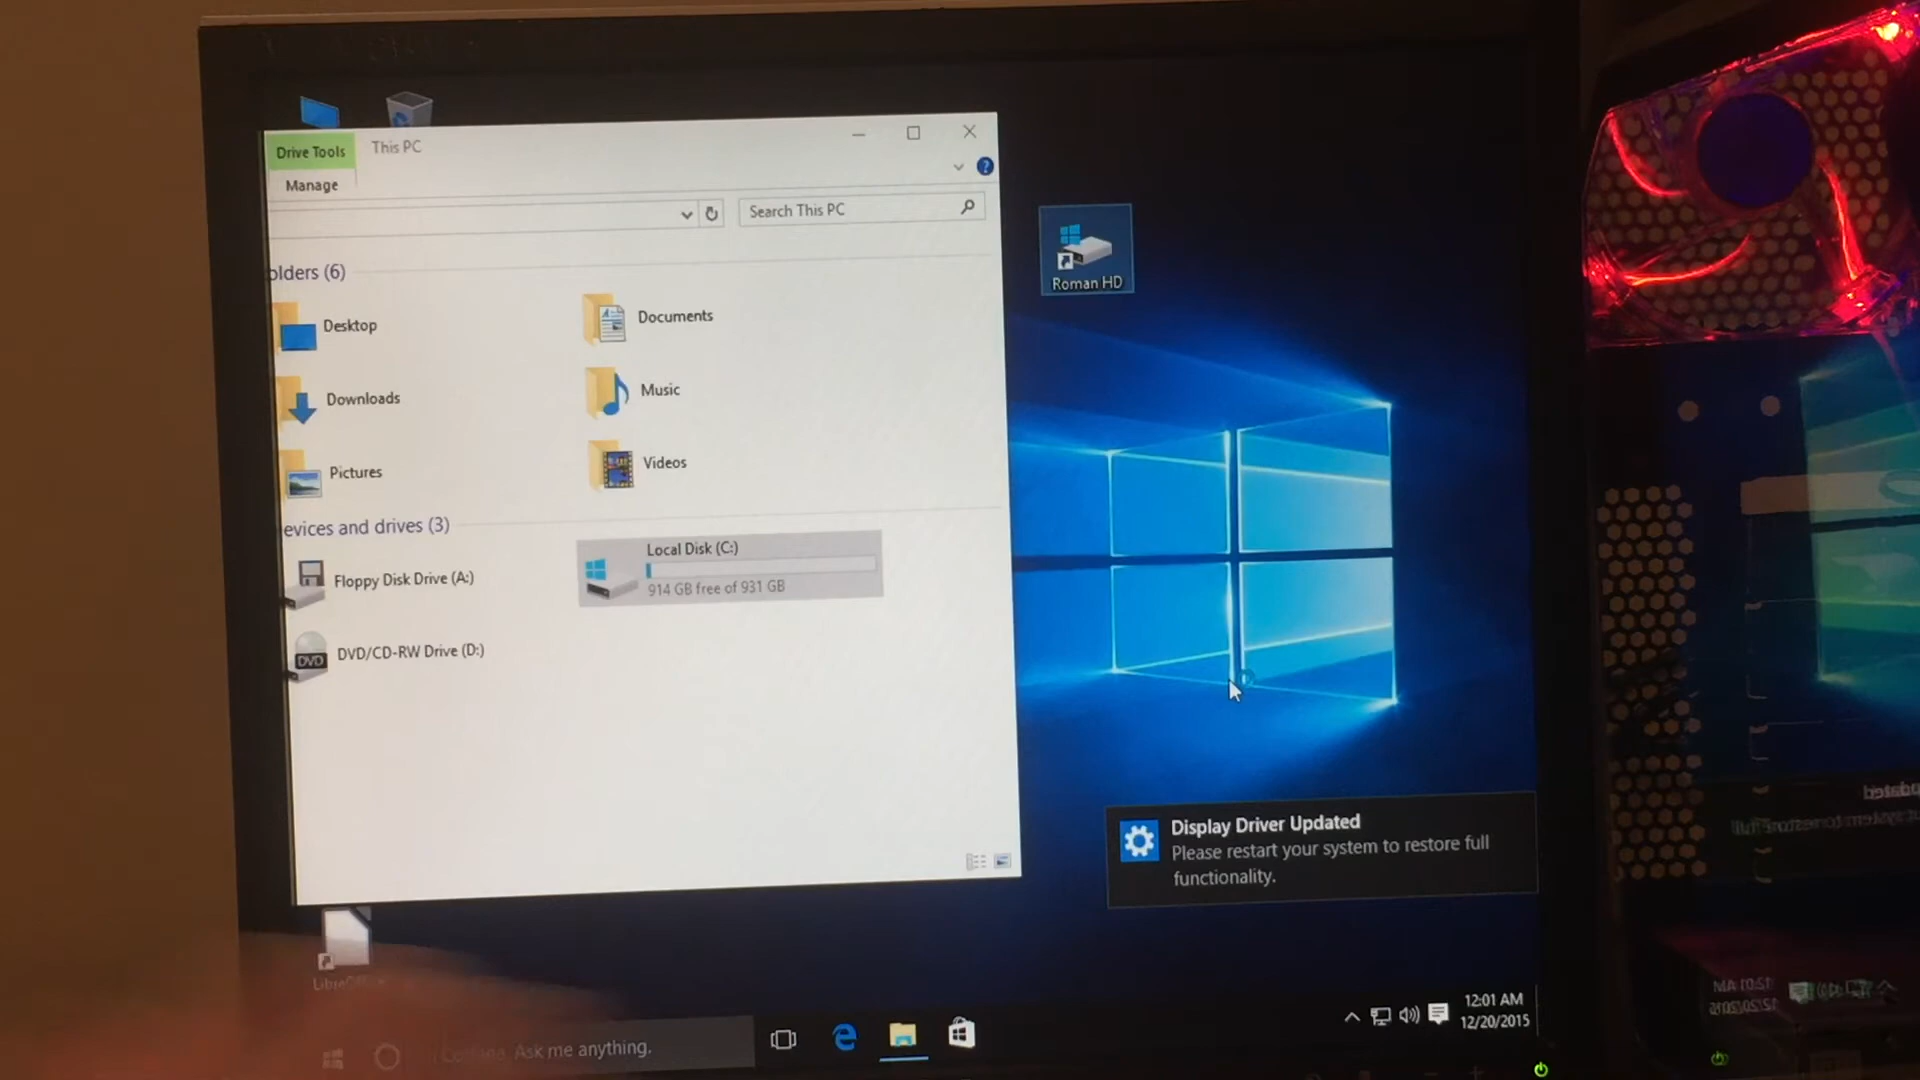 Drive Tools
This PC
Manage
Search This PC
olders (6)
Desktop
Documents
Downloads
Music
Pictures
Videos
evices and drives (3)
Local Disk (C:)
914 GB free of 931 GB
Floppy Disk Drive (A:)
DVD
DVD/CD-RW Drive (D:)
Roman HD
Display Driver Updated
Please restart your system to restore full
functionality.
Ask me anything.
12:01 AM
12/20/2015